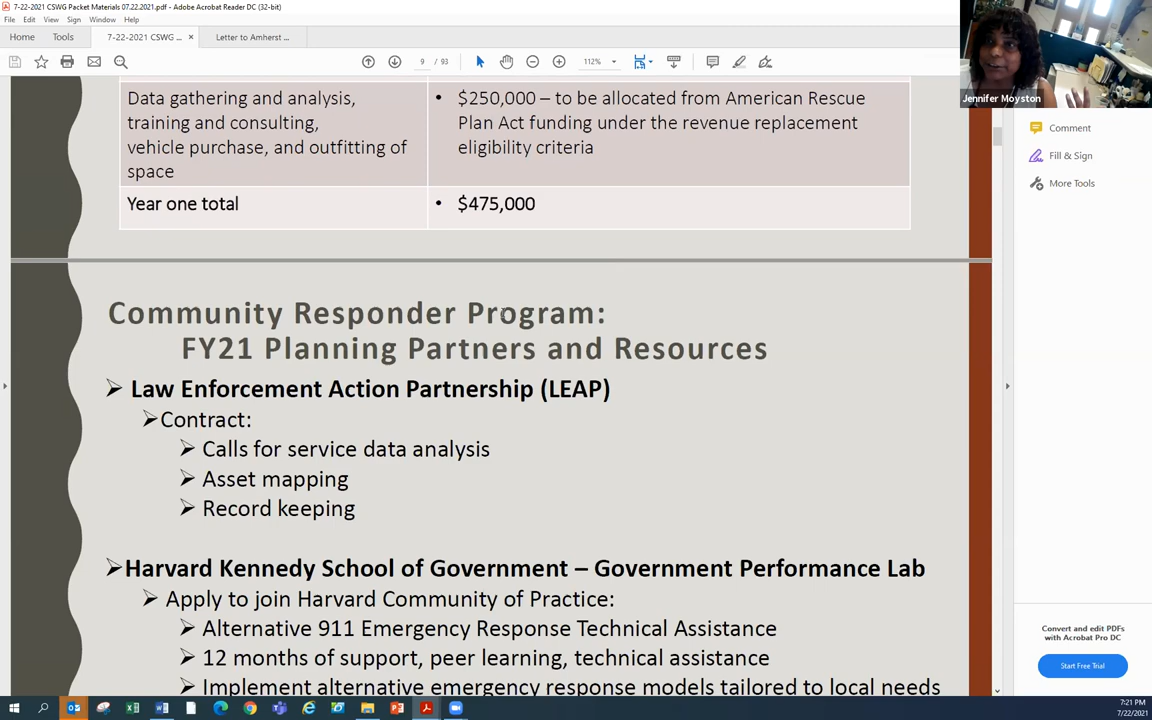 7-22-2021 CSWG Packet Materials 07.22.2021.pdf - Adobe Acrobat Reader DC (32-bit)
File Edit View Sign Window Help
Home Tools 7-22-2021 CSWG ... × Letter to Amherst ...
9 / 93 112%
Jennifer Moyston
Comment
Fill & Sign
More Tools
Data gathering and analysis,
training and consulting,
vehicle purchase, and outfitting of
space
• $250,000 – to be allocated from American Rescue
Plan Act funding under the revenue replacement
eligibility criteria
Year one total • $475,000
Community Responder Program:
FY21 Planning Partners and Resources
Law Enforcement Action Partnership (LEAP)
Contract:
Calls for service data analysis
Asset mapping
Record keeping
Harvard Kennedy School of Government – Government Performance Lab
Apply to join Harvard Community of Practice:
Alternative 911 Emergency Response Technical Assistance
12 months of support, peer learning, technical assistance
Implement alternative emergency response models tailored to local needs
Convert and edit PDFs
with Acrobat Pro DC
Start Free Trial
7:21 PM
7/22/2021